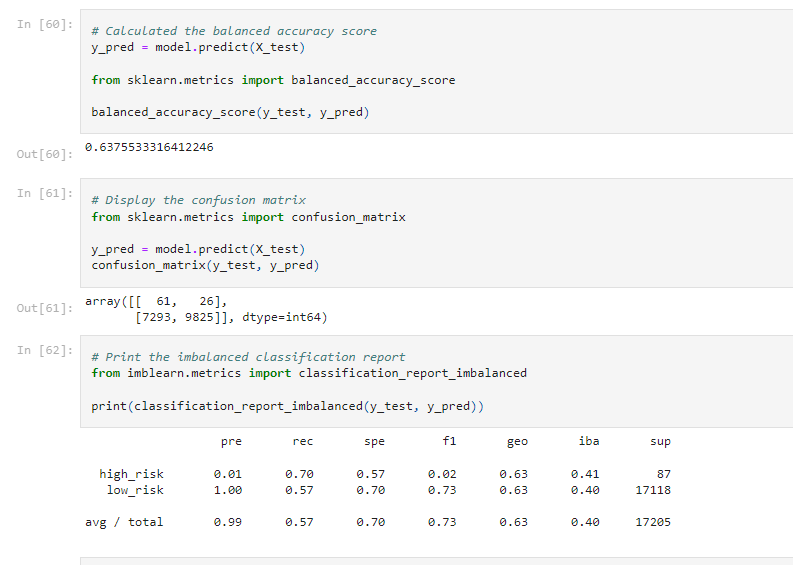 In [60]:
# Calculated the balanced accuracy score
y_pred = model.predict(X_test)
from sklearn.metrics import balanced_accuracy_score
balanced_accuracy_score(y_test, y_pred)
Out[60]:
0.6375533316412246
In [61]:
# Display the confusion matrix
from sklearn.metrics import confusion_matrix
y_pred = model.predict(X_test)
confusion_matrix(y_test, y_pred)
Out[61]:
array([[  61,   26],
       [7293, 9825]], dtype=int64)
In [62]:
# Print the imbalanced classification report
from imblearn.metrics import classification_report_imbalanced
print(classification_report_imbalanced(y_test, y_pred))
pre rec spe f1 geo iba sup
high_risk 0.01 0.70 0.57 0.02 0.63 0.41 87
low_risk 1.00 0.57 0.70 0.73 0.63 0.40 17118
avg / total 0.99 0.57 0.70 0.73 0.63 0.40 17205